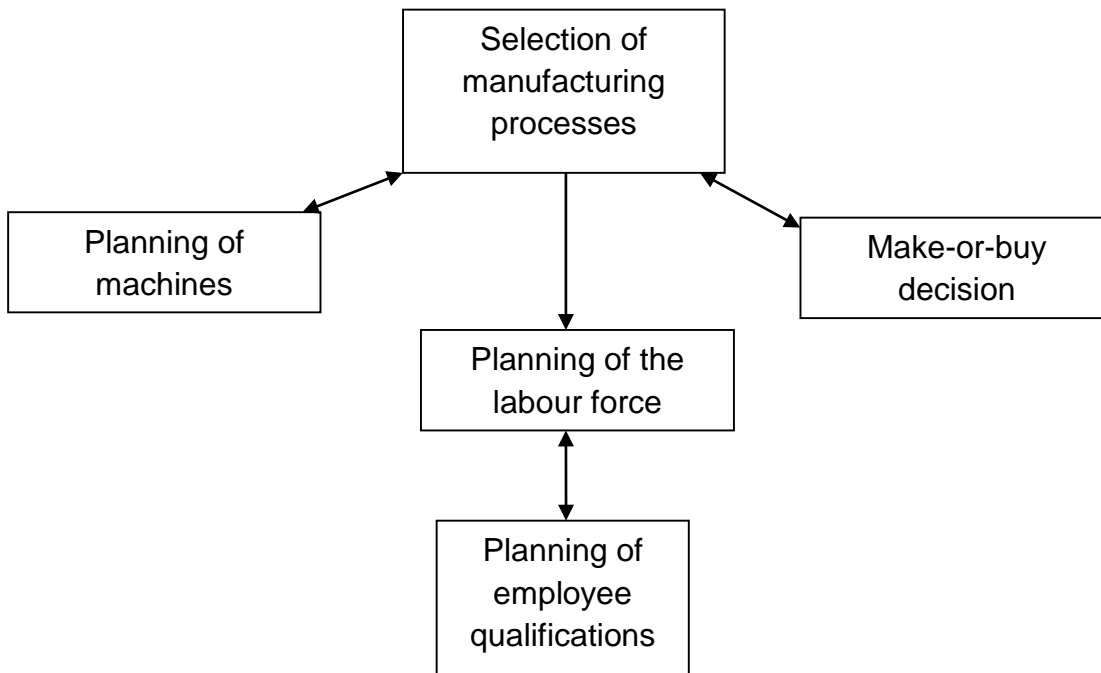 Selection of
manufacturing
processes
Planning of
machines
Make-or-buy
decision
Planning of the
labour force
Planning of
employee
qualifications